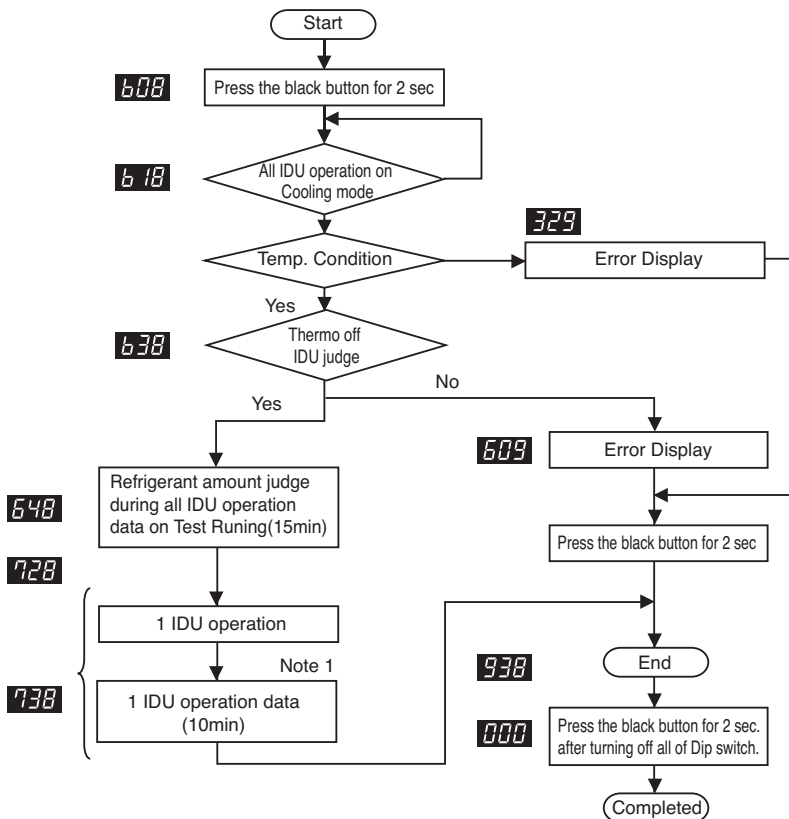 Start
b08
Press the black button for 2 sec
b18
All IDU operation on
Cooling mode
329
Temp. Condition
Error Display
Yes
b38
Thermo off
IDU judge
No
Yes
609
Error Display
Refrigerant amount judge
during all IDU operation
data on Test Runing(15min)
648
Press the black button for 2 sec
728
1 IDU operation
Note 1
938
End
738
1 IDU operation data
(10min)
000
Press the black button for 2 sec.
after turning off all of Dip switch.
Completed